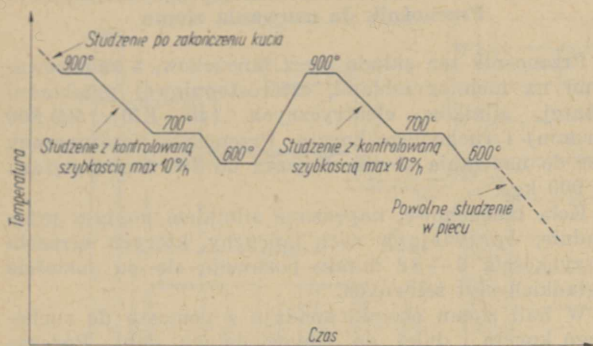 Studzenie po zakończeniu kucia
900°
900°
700°
700°
Studzenie z kontrolowaną
szybkością max 10°/h
600°
Studzenie z kontrolowaną
szybkością max 10°/h
600°
Powolne studzenie
w piecu
Temperatura
Czas